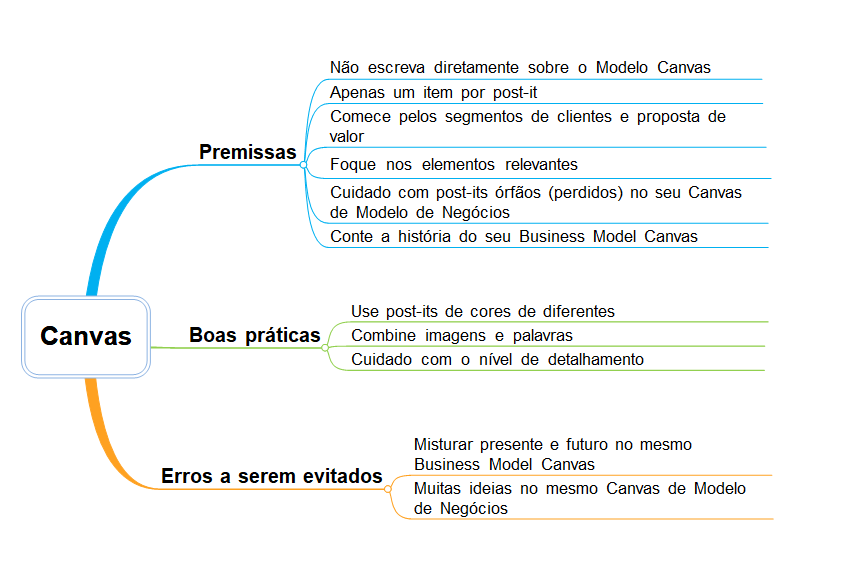 Canvas
Premissas
Não escreva diretamente sobre o Modelo Canvas
Apenas um item por post-it
Comece pelos segmentos de clientes e proposta de
valor
Foque nos elementos relevantes
Cuidado com post-its órfãos (perdidos) no seu Canvas
de Modelo de Negócios
Conte a história do seu Business Model Canvas
Boas práticas
Use post-its de cores de diferentes
Combine imagens e palavras
Cuidado com o nível de detalhamento
Erros a serem evitados
Misturar presente e futuro no mesmo
Business Model Canvas
Muitas ideias no mesmo Canvas de Modelo
de Negócios